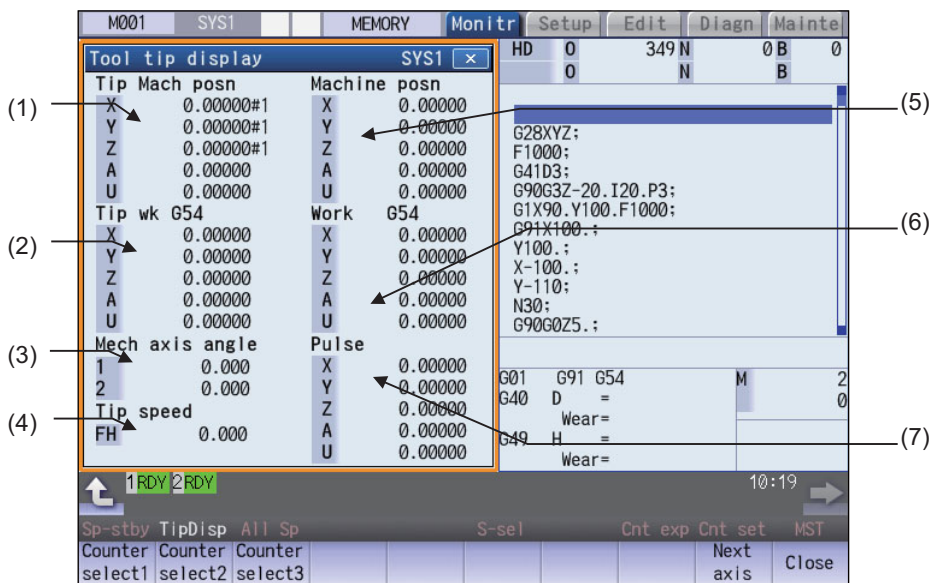 M001 SYS1 MEMORY Monitr Setup Edit Diagn Mainte
Tool tip display SYS1 ×
HD O 349 N 0 B 0
O N B
Tip Mach posn
X 0.00000#1
Y 0.00000#1
Z 0.00000#1
A 0.00000
U 0.00000
Machine posn
X 0.00000
Y 0.00000
Z 0.00000
A 0.00000
U 0.00000
Tip wk G54
X 0.00000
Y 0.00000
Z 0.00000
A 0.00000
U 0.00000
Work G54
X 0.00000
Y 0.00000
Z 0.00000
A 0.00000
U 0.00000
Mech axis angle
1 0.000
2 0.000
Tip speed
FH 0.000
Pulse
X 0.00000
Y 0.00000
Z 0.00000
A 0.00000
U 0.00000
G28XYZ;
F1000;
G41D3;
G90G3Z-20.I20.P3;
G1X90.Y100.F1000;
G91X100.;
Y100.;
X-100.;
Y-110;
N30;
G90G0Z5.;
G01 G91 G54
G40 D =
Wear=
G49 H =
Wear=
M 2
0
(1)
(2)
(3)
(4)
(5)
(6)
(7)
1 RDY 2 RDY 10:19
Sp-stby TipDisp All Sp S-sel Cnt exp Cnt set MST
Counter select1
Counter select2
Counter select3
Next axis
Close